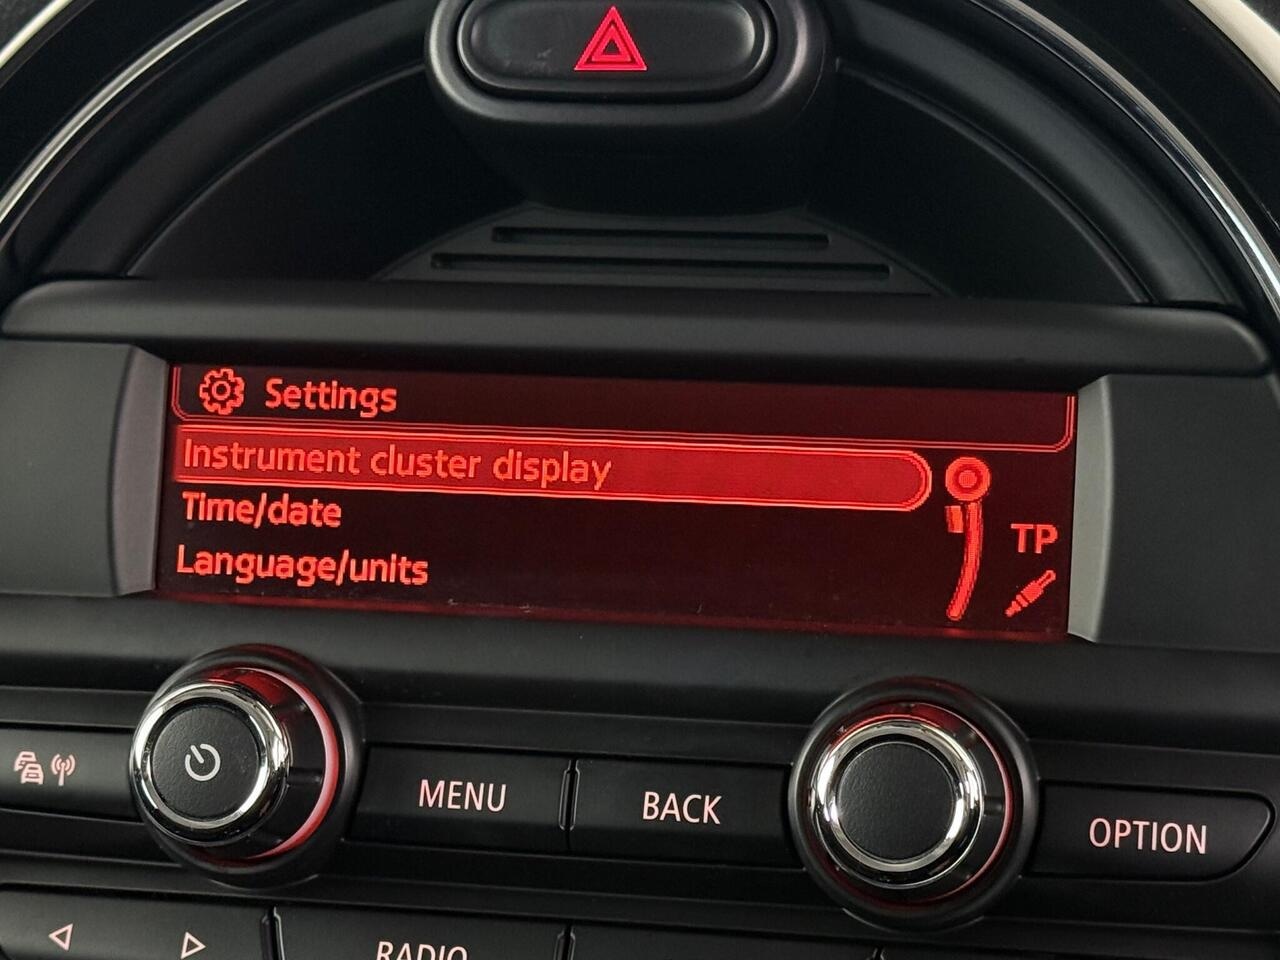 Settings
Instrument cluster display
Time/date
Language/units
TP
MENU
BACK
OPTION
RADIO